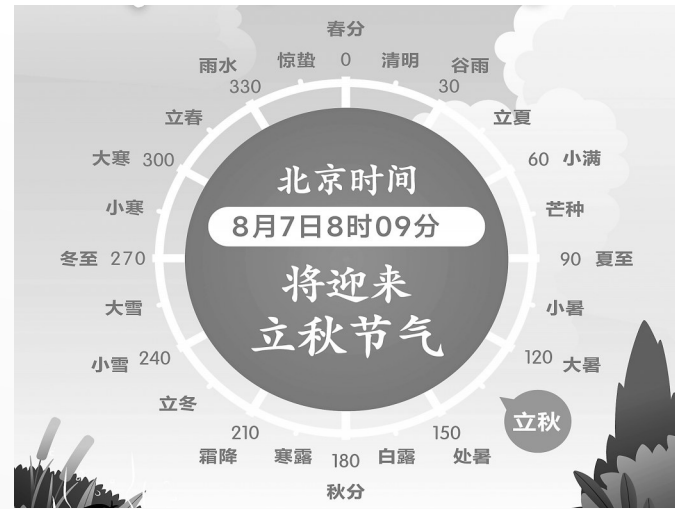 春分
雨水 惊蛰 0 清明 谷雨
330 30
立春 立夏
大寒 300 60 小满
北京时间
小寒 芒种
8月7日8时09分
冬至 270 90 夏至
将迎来
大雪 小暑
立秋节气
小雪 240 120 大暑
立冬 立秋
210 150
霜降 寒露 180 白露 处暑
秋分